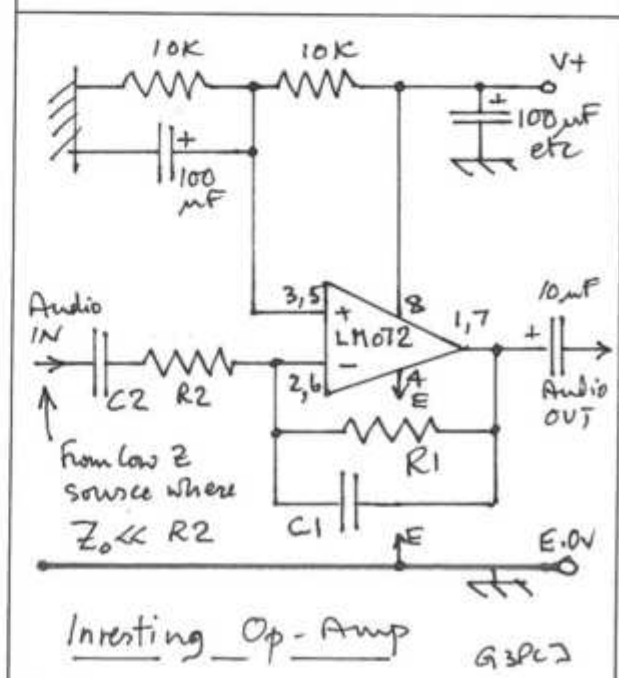 10K
10K
V+
+
100
µF
+
100µF
etc
Audio
IN
C2
R2
3,5
+
8
LM072
1,7
-
2,6
4
E
10µF
+
Audio
OUT
R1
C1
From low Z
source where
Zo << R2
E
E.0V
Inverting Op-Amp
G3PCJ